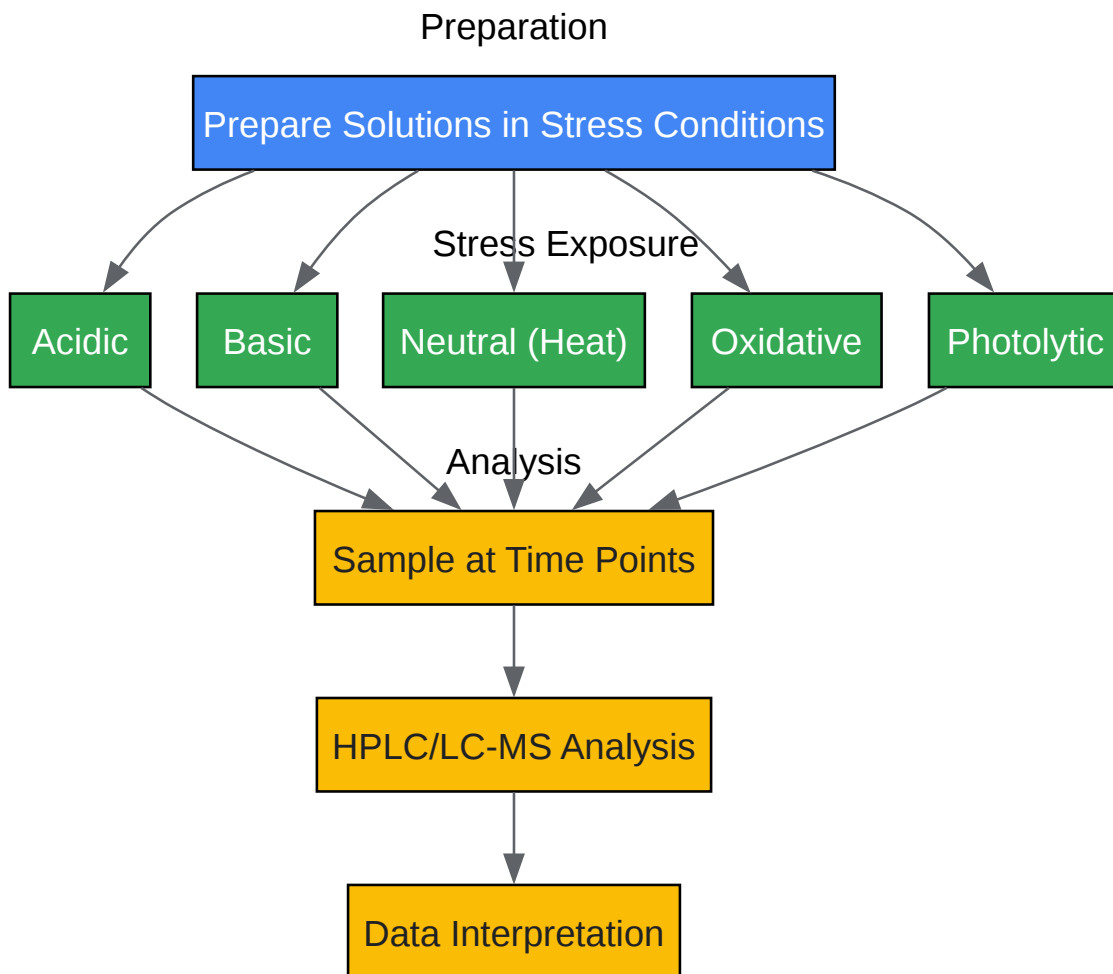 Preparation
Prepare Solutions in Stress Conditions
Stress Exposure
Acidic
Basic
Neutral (Heat)
Oxidative
Photolytic
Analysis
Sample at Time Points
HPLC/LC-MS Analysis
Data Interpretation